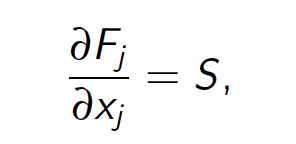 ∂F_j/∂x_j = S,